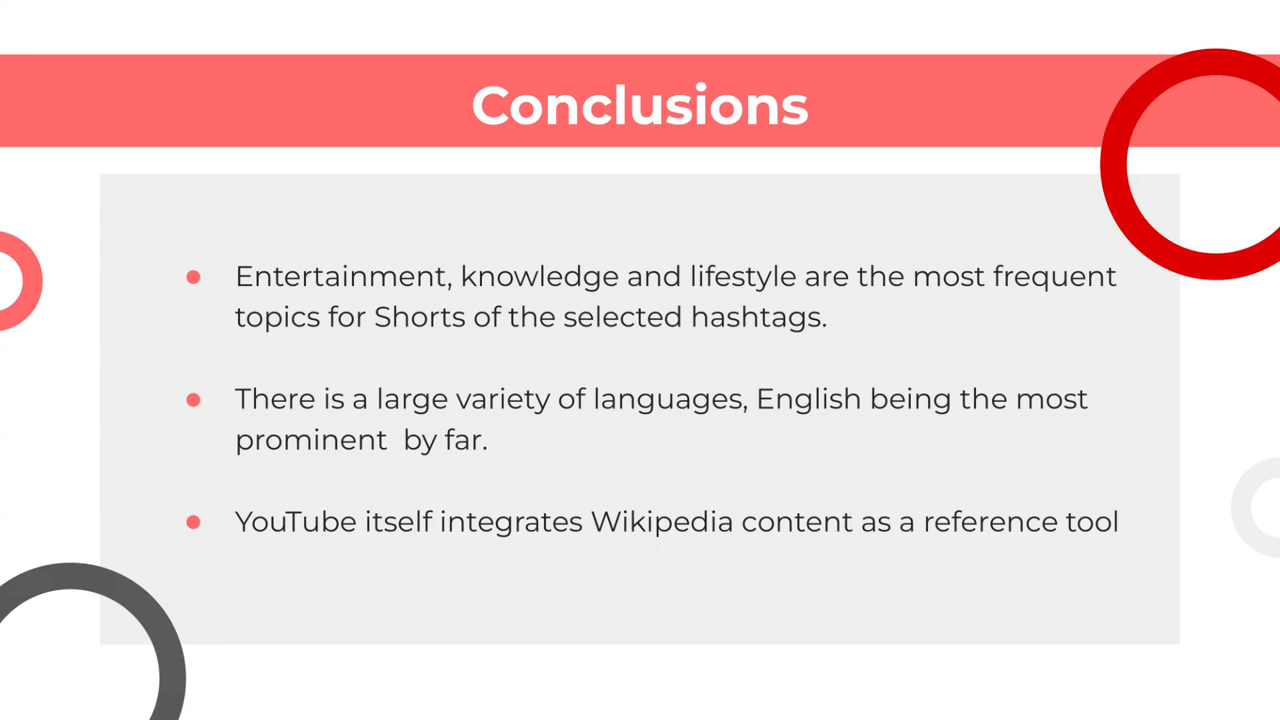 Conclusions
● Entertainment, knowledge and lifestyle are the most frequent
topics for Shorts of the selected hashtags.
● There is a large variety of languages, English being the most
prominent  by far.
● YouTube itself integrates Wikipedia content as a reference tool